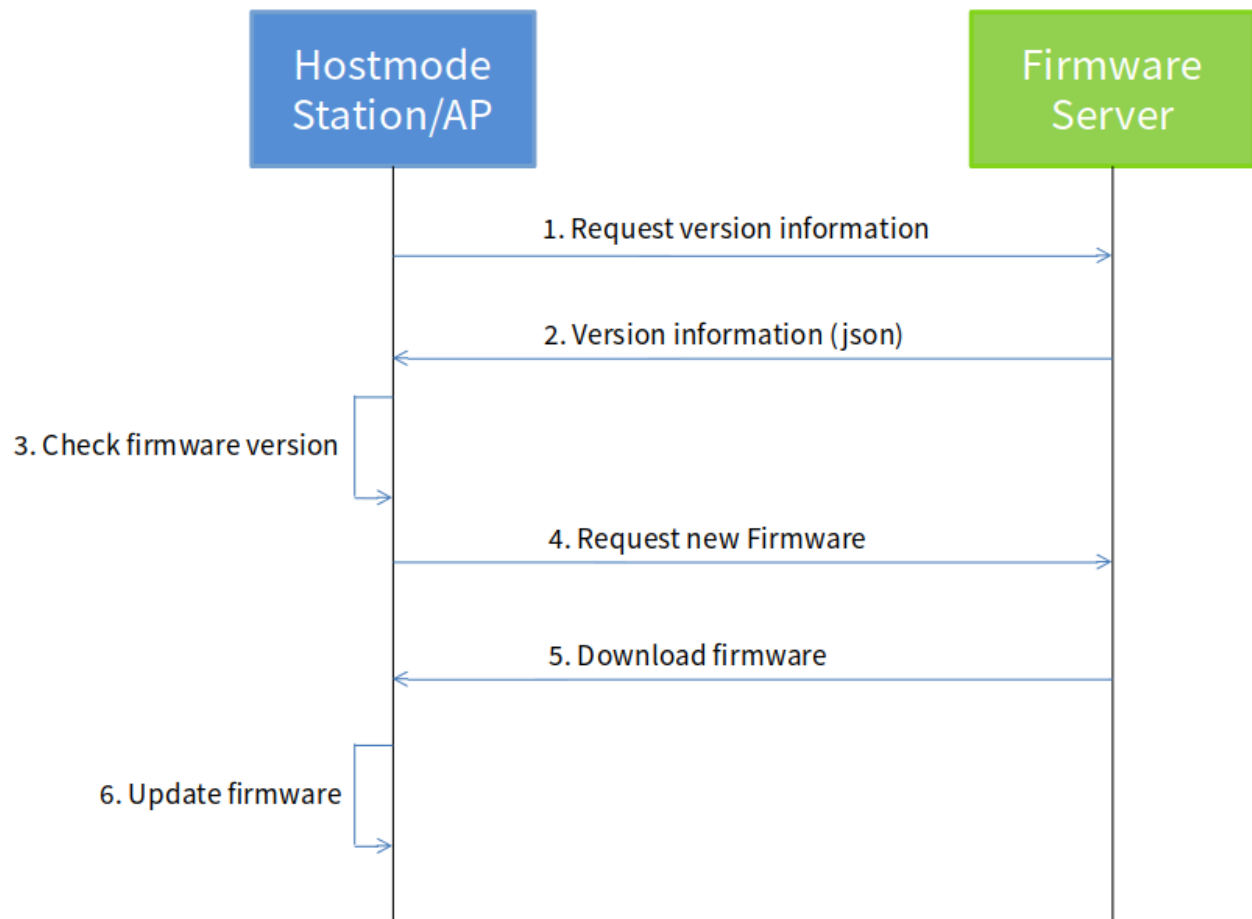 Hostmode
Station/AP
Firmware
Server
1. Request version information
2. Version information (json)
3. Check firmware version
4. Request new Firmware
5. Download firmware
6. Update firmware